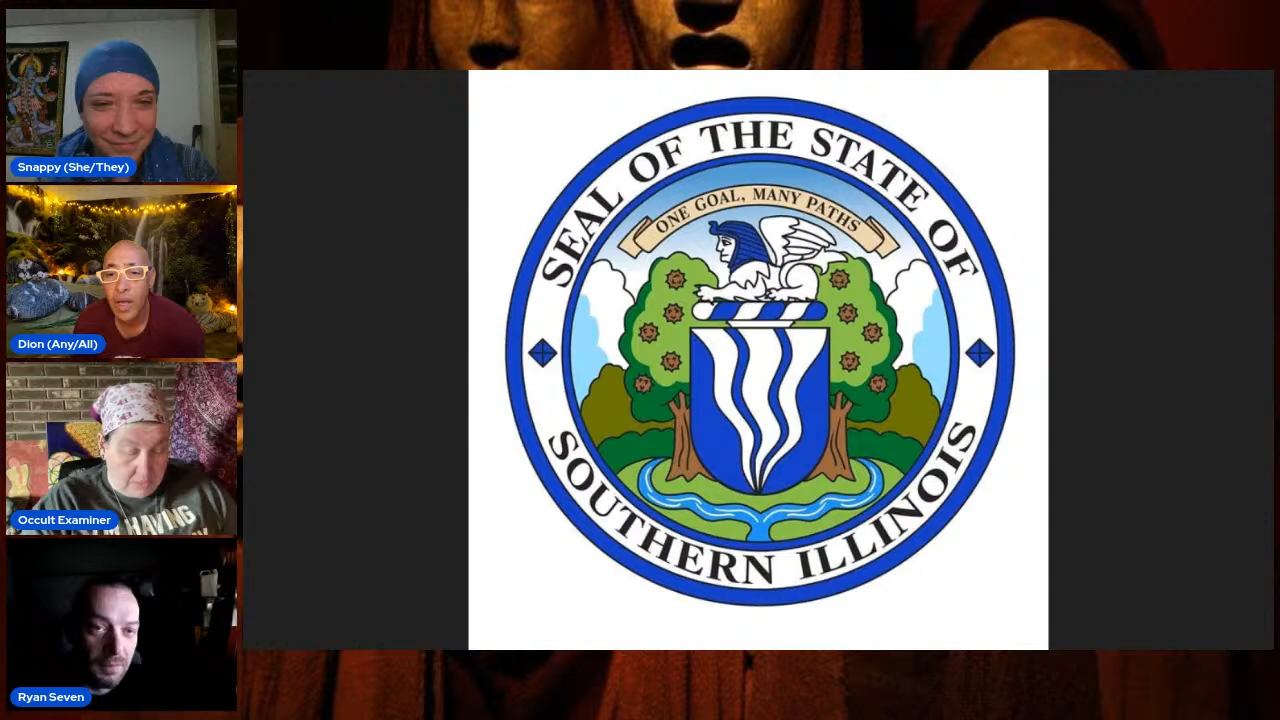 Snappy (She/They)
Dion (Any/All)
Occult Examiner
Ryan Seven
SEAL OF THE STATE OF
ONE GOAL, MANY PATHS
SOUTHERN ILLINOIS
HAVING